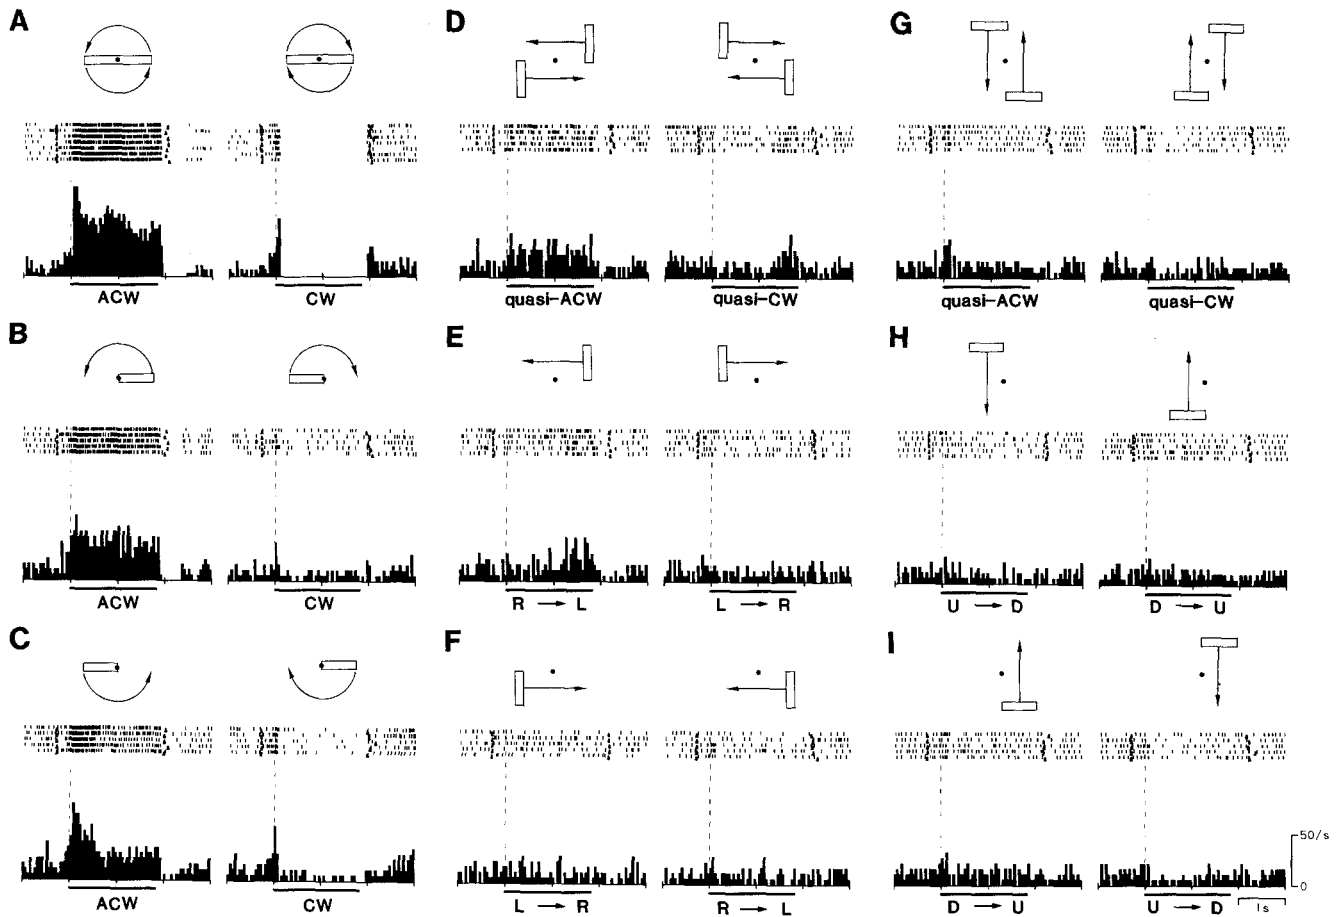 A
D
G
ACW
CW
quasi-ACW
quasi-CW
quasi-ACW
quasi-CW
B
E
H
ACW
CW
R → L
L → R
U → D
D → U
C
F
I
50/s
0
ACW
CW
L → R
R → L
D → U
U → D
1s